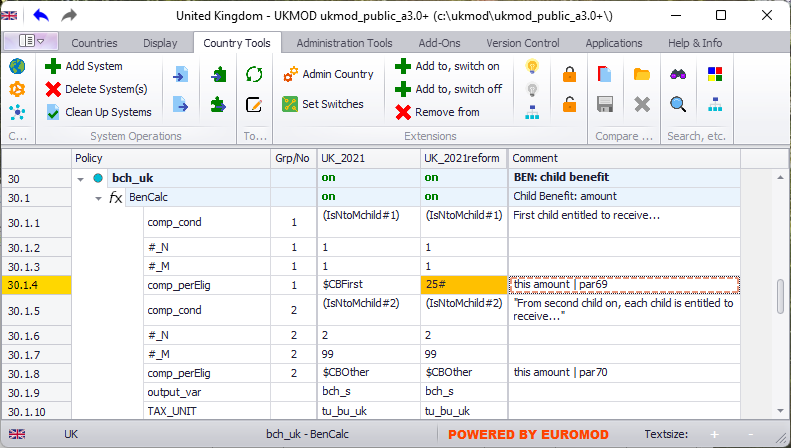 United Kingdom - UKMOD ukmod_public_a3.0+ (c:\ukmod\ukmod_public_a3.0+\)
Countries Display Country Tools Administration Tools Add-Ons Version Control Applications Help & Info
Add System
Delete System(s)
Clean Up Systems
Admin Country
Set Switches
Add to, switch on
Add to, switch off
Remove from
C... System Operations To... Extensions Compare ... Search, etc.
Policy Grp/No UK_2021 UK_2021reform Comment
30 bch_uk on on BEN: child benefit
30.1 fx BenCalc on on Child Benefit: amount
30.1.1 comp_cond 1 (IsNtoMchild#1) (IsNtoMchild#1) First child entitled to receive...
30.1.2 #_N 1 1 1
30.1.3 #_M 1 1 1
30.1.4 comp_perElig 1 $CBFirst 25# this amount | par69
30.1.5 comp_cond 2 (IsNtoMchild#2) (IsNtoMchild#2) "From second child on, each child is entitled to
receive..."
30.1.6 #_N 2 2 2
30.1.7 #_M 2 99 99
30.1.8 comp_perElig 2 $CBOther $CBOther this amount | par70
30.1.9 output_var bch_s bch_s
30.1.10 TAX_UNIT tu_bu_uk tu_bu_uk
UK bch_uk - BenCalc POWERED BY EUROMOD Textsize: + -